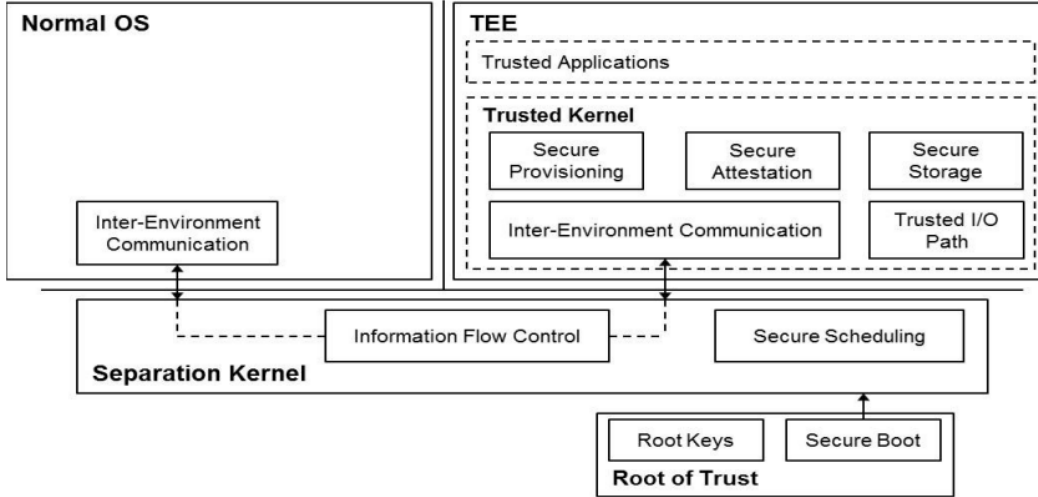 Normal OS
TEE
Trusted Applications
Trusted Kernel
Secure
Provisioning
Secure
Attestation
Secure
Storage
Inter-Environment
Communication
Inter-Environment Communication
Trusted I/O
Path
Information Flow Control
Secure Scheduling
Separation Kernel
Root Keys
Secure Boot
Root of Trust